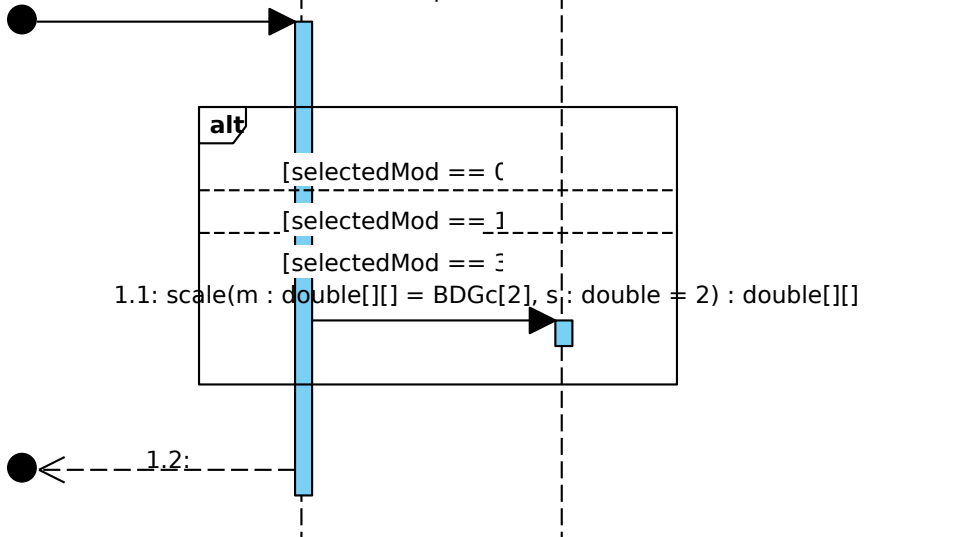 alt
[selectedMod == 0
[selectedMod == 1
[selectedMod == 3
1.1: scale(m : double[][] = BDGc[2], s : double = 2) : double[][]
1.2: